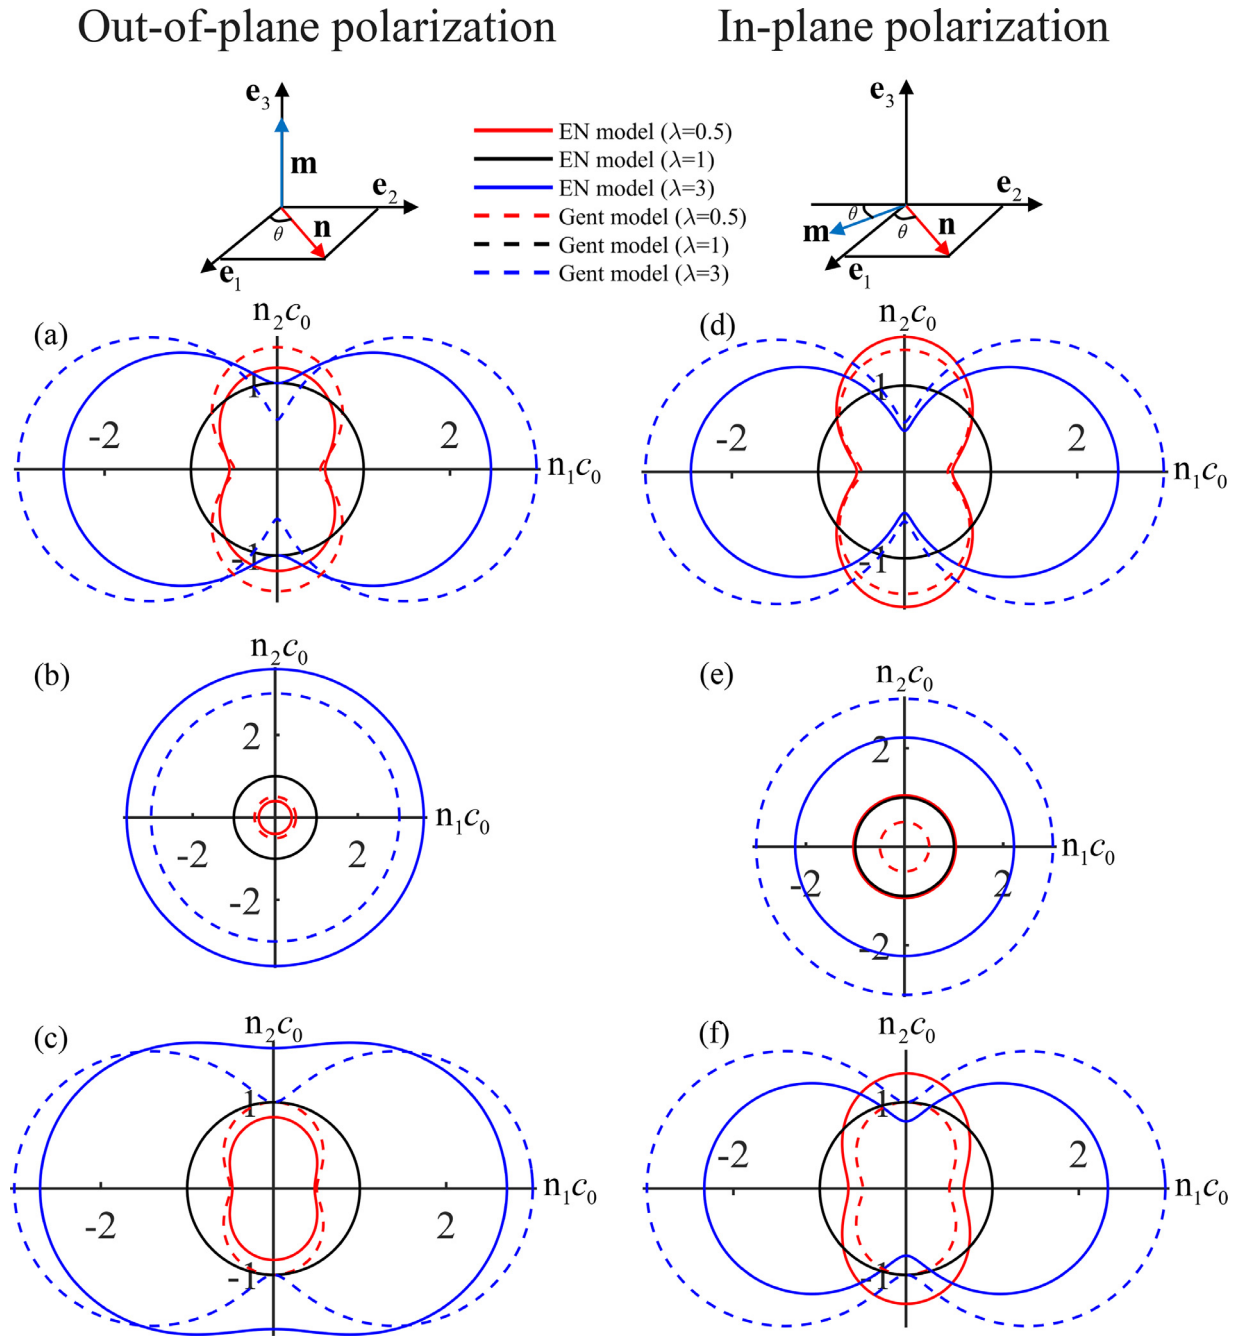 Out-of-plane polarization
In-plane polarization
e3
m
e2
n
θ
e1
EN model (λ=0.5)
EN model (λ=1)
EN model (λ=3)
Gent model (λ=0.5)
Gent model (λ=1)
Gent model (λ=3)
e3
e2
θ
m
θ
n
e1
(a)
n2c0
1
-2
2
n1c0
-1
(d)
n2c0
1
-2
2
n1c0
-1
(b)
n2c0
2
n1c0
-2
2
-2
(e)
n2c0
2
n1c0
-2
2
-2
(c)
n2c0
1
n1c0
-2
2
-1
(f)
n2c0
1
-2
2
n1c0
-1